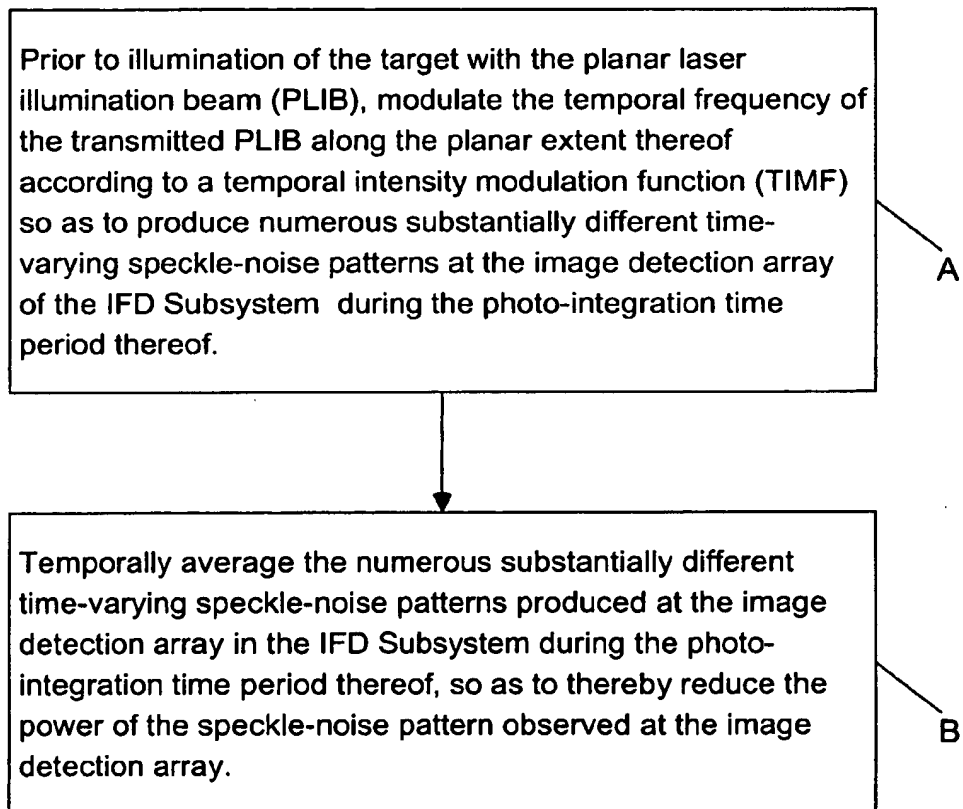 Prior to illumination of the target with the planar laser
illumination beam (PLIB), modulate the temporal frequency of
the transmitted PLIB along the planar extent thereof
according to a temporal intensity modulation function (TIMF)
so as to produce numerous substantially different time-
varying speckle-noise patterns at the image detection array
of the IFD Subsystem during the photo-integration time
period thereof.
A
Temporally average the numerous substantially different
time-varying speckle-noise patterns produced at the image
detection array in the IFD Subsystem during the photo-
integration time period thereof, so as to thereby reduce the
power of the speckle-noise pattern observed at the image
detection array.
B